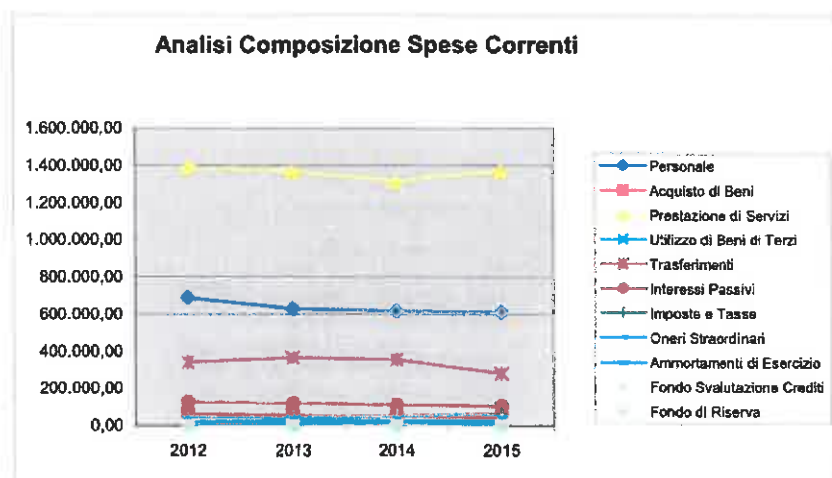 Analisi Composizione Spese Correnti
1.600.000,00
1.400.000,00
1.200.000,00
1.000.000,00
800.000,00
600.000,00
400.000,00
200.000,00
0,00
2012
2013
2014
2015
Personale
Acquisto di Beni
Prestazione di Servizi
Utilizzo di Beni di Terzi
Trasferimenti
Interessi Passivi
Imposte e Tasse
Oneri Straordinari
Ammortamenti di Esercizio
Fondo Svalutazione Crediti
Fondo di Riserva